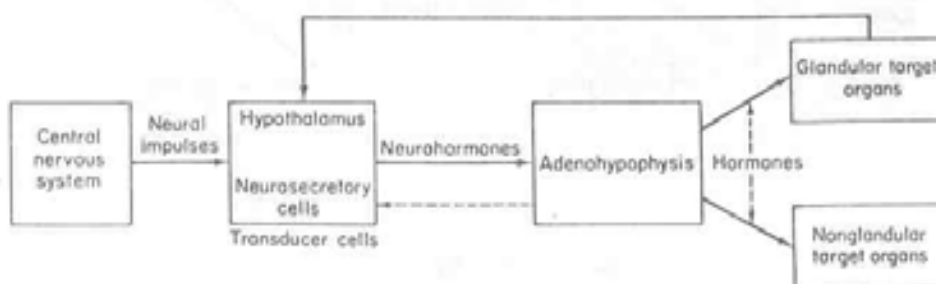 Central
nervous
system
Neural
impulses
Hypothalamus
Neurosecretory
cells
Transducer cells
Neurohormones
Adenohypophysis
Hormones
Glandular target
organs
Nonglandular
target organs